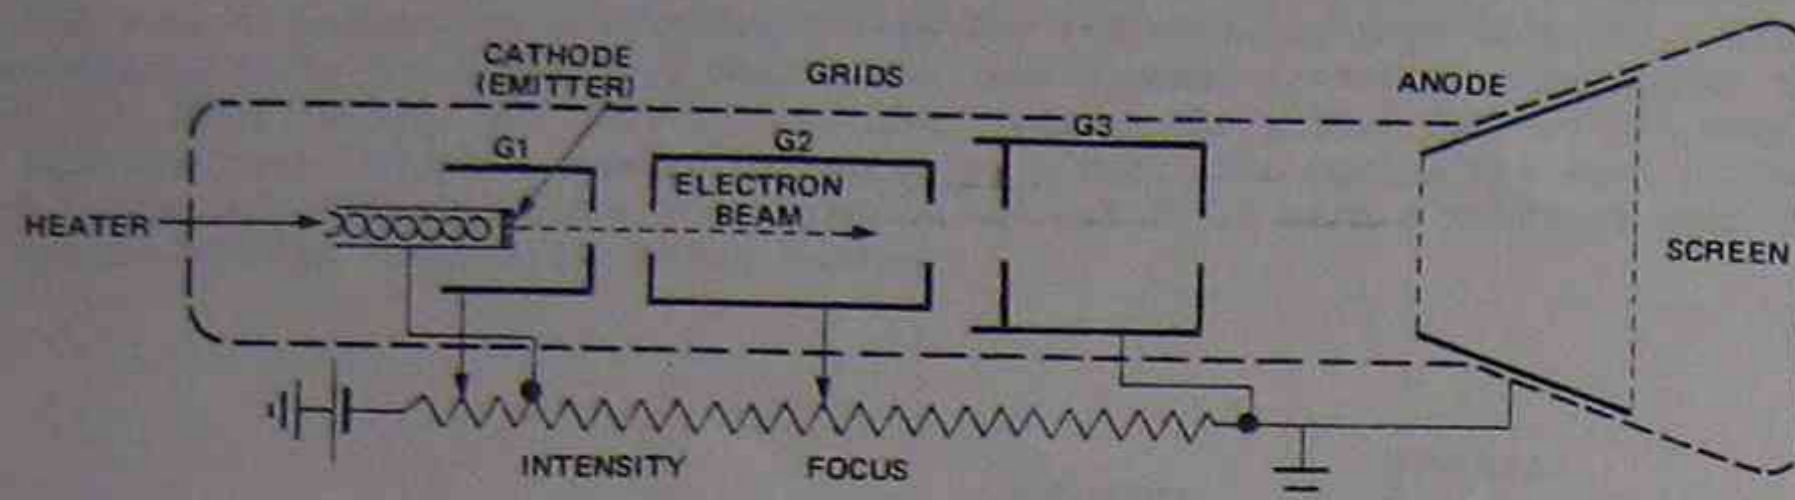 CATHODE
(EMITTER)
GRIDS
ANODE
G1
G2
G3
ELECTRON
BEAM
HEATER
SCREEN
INTENSITY
FOCUS